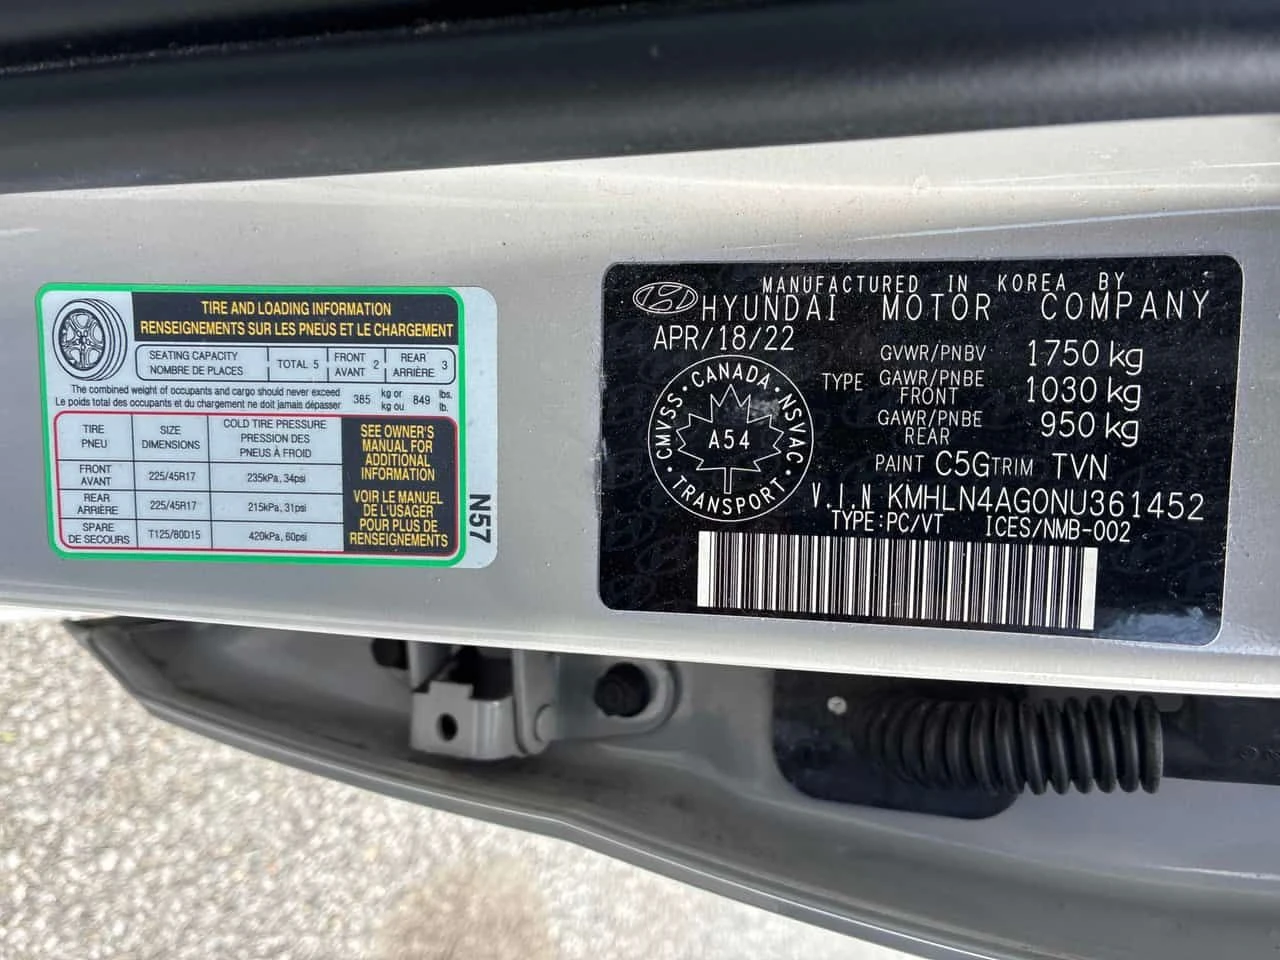 TIRE AND LOADING INFORMATION
RENSEIGNEMENTS SUR LES PNEUS ET LE CHARGEMENT
SEATING CAPACITY
NOMBRE DE PLACES
TOTAL 5
FRONT
AVANT 2
REAR
ARRIÈRE 3
The combined weight of occupants and cargo should never exceed
Le poids total des occupants et du chargement ne doit jamais dépasser
385 kg or
kg ou
849 lbs.
lb.
TIRE
PNEU
SIZE
DIMENSIONS
COLD TIRE PRESSURE
PRESSION DES
PNEUS À FROID
FRONT
AVANT
225/45R17
235kPa, 34psi
REAR
ARRIÈRE
225/45R17
215kPa, 31psi
SPARE
DE SECOURS
T125/80D15
420kPa, 60psi
SEE OWNER'S
MANUAL FOR
ADDITIONAL
INFORMATION
VOIR LE MANUEL
DE L'USAGER
POUR PLUS DE
RENSEIGNEMENTS
N57
MANUFACTURED IN KOREA BY
HYUNDAI MOTOR COMPANY
APR/18/22
GVWR/PNBV 1750 kg
TYPE
GAWR/PNBE
FRONT
1030 kg
GAWR/PNBE
REAR
950 kg
CANADA
CMVSS · NSVAC
A54
TRANSPORT
PAINT C5G TRIM TVN
V.I.N KMHLN4AG0NU361452
TYPE:PC/VT ICES/NMB-002